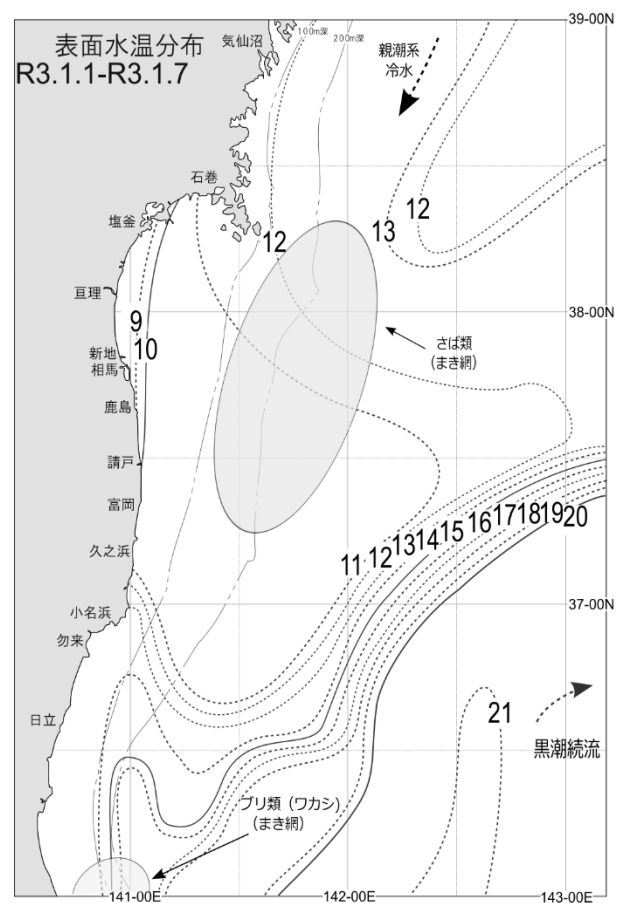 表面水温分布
R3.1.1-R3.1.7
気仙沼
100m深
200m深
39-00N
親潮系
冷水
石巻
塩釜
12
13
12
亘理
38-00N
9
10
新地
相馬
さば類
(まき網)
鹿島
請戸
富岡
久之浜
11 12 13 14 15 16 17 18 19 20
37-00N
小名浜
勿来
日立
21
黒潮続流
ブリ類(ワカシ)
(まき網)
141-00E
142-00E
143-00E